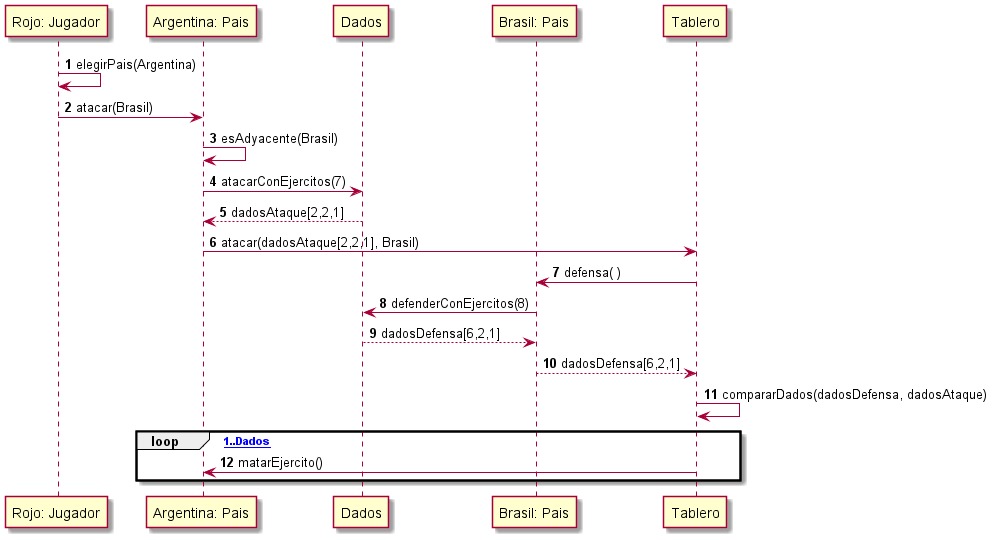 Rojo: Jugador
Argentina: Pais
Dados
Brasil: Pais
Tablero
1 elegirPais(Argentina)
2 atacar(Brasil)
3 esAdyacente(Brasil)
4 atacarConEjercitos(7)
5 dadosAtaque[2,2,1]
6 atacar(dadosAtaque[2,2,1], Brasil)
7 defensa( )
8 defenderConEjercitos(8)
9 dadosDefensa[6,2,1]
10 dadosDefensa[6,2,1]
11 compararDados(dadosDefensa, dadosAtaque)
loop 1..Dados
12 matarEjercito()
Rojo: Jugador
Argentina: Pais
Dados
Brasil: Pais
Tablero